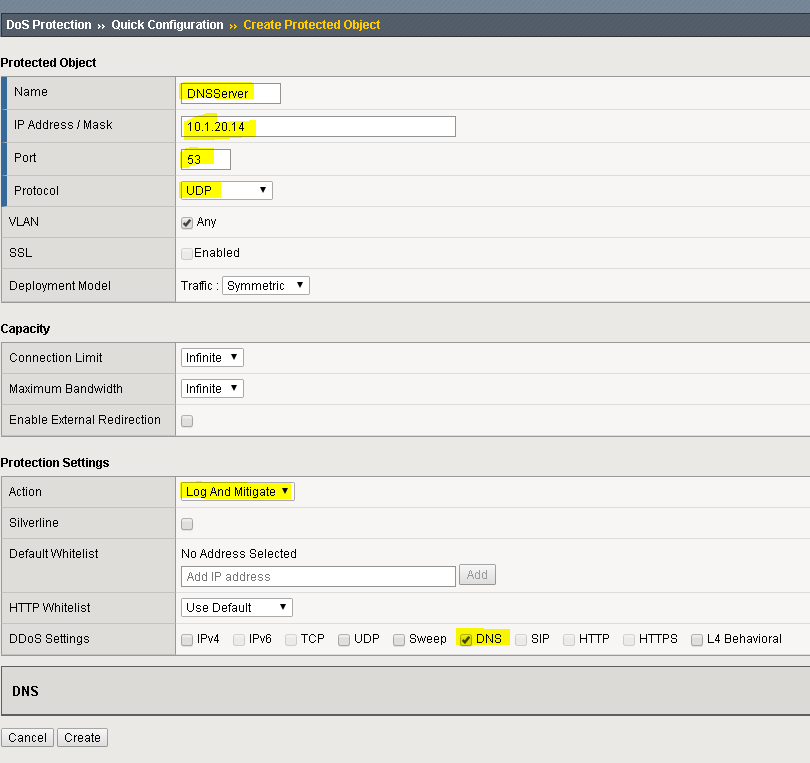 DoS Protection ›› Quick Configuration ›› Create Protected Object
Protected Object
Name DNSServer
IP Address / Mask 10.1.20.14
Port 53
Protocol UDP
VLAN Any
SSL Enabled
Deployment Model Traffic : Symmetric
Capacity
Connection Limit Infinite
Maximum Bandwidth Infinite
Enable External Redirection
Protection Settings
Action Log And Mitigate
Silverline
Default Whitelist No Address Selected
Add IP address Add
HTTP Whitelist Use Default
DDoS Settings IPv4 IPv6 TCP UDP Sweep DNS SIP HTTP HTTPS L4 Behavioral
DNS
Cancel Create